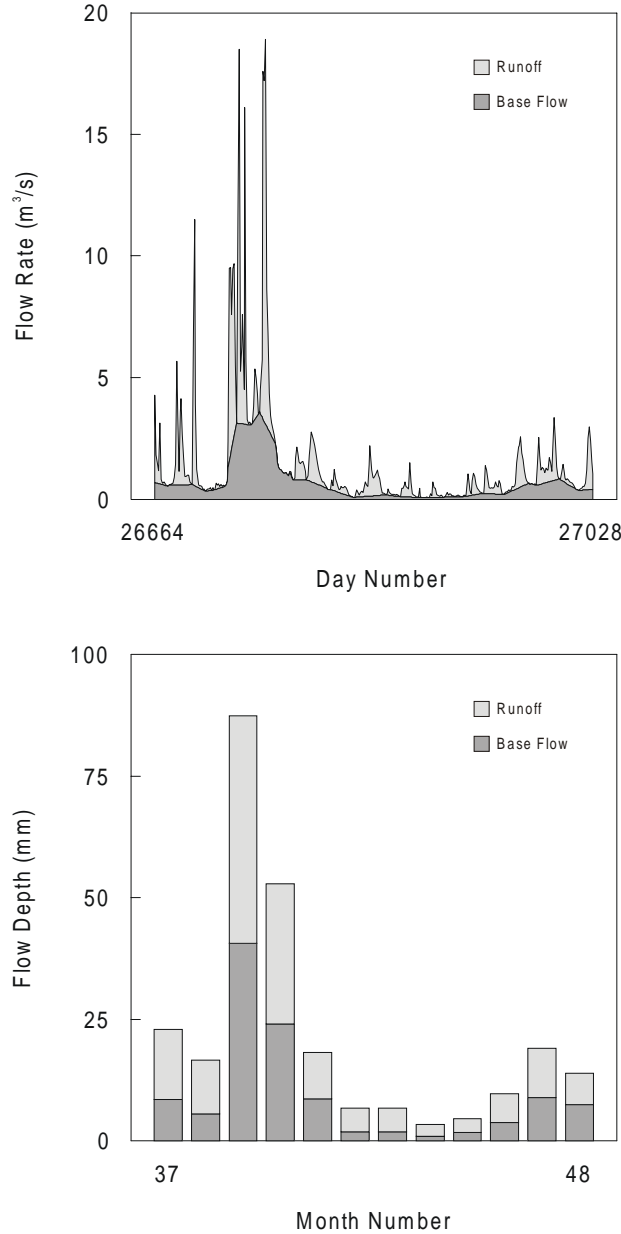 20
15
10
5
0
Flow Rate (m³/s)
Runoff
Base Flow
26664
27028
Day Number
100
75
50
25
0
Flow Depth (mm)
Runoff
Base Flow
37
48
Month Number